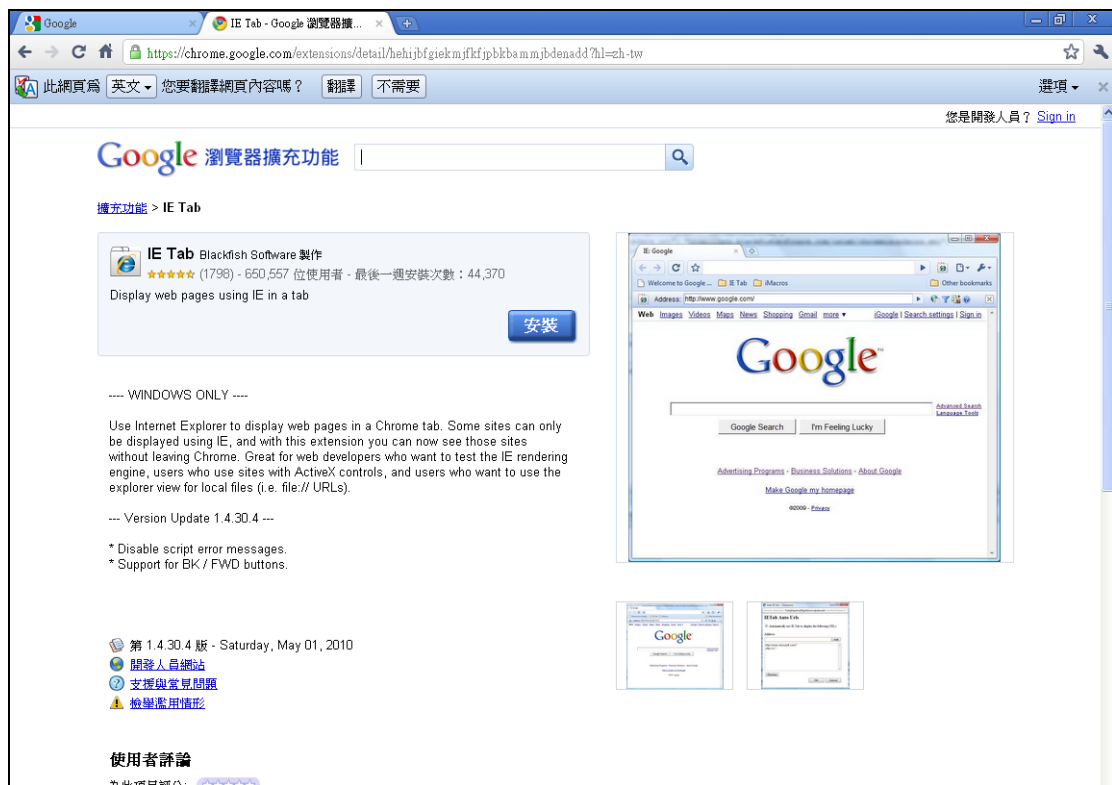 Google
IE Tab - Google 瀏覽器擴...
https://chrome.google.com/extensions/detail/hehijbfgiekmjfkfjpbkbammjbdenadd?hl=zh-tw
此網頁為 英文 您要翻譯網頁內容嗎？ 翻譯 不需要 選項
您是開發人員？ Sign in
Google 瀏覽器擴充功能
擴充功能 > IE Tab
IE Tab Blackfish Software 製作
(1798) - 650,557 位使用者 - 最後一週安裝次數：44,370
Display web pages using IE in a tab
安裝
---- WINDOWS ONLY ----
Use Internet Explorer to display web pages in a Chrome tab. Some sites can only
be displayed using IE, and with this extension you can now see those sites
without leaving Chrome. Great for web developers who want to test the IE rendering
engine, users who use sites with ActiveX controls, and users who want to use the
explorer view for local files (i.e. file:// URLs).
--- Version Update 1.4.30.4 ---
* Disable script error messages.
* Support for BK / FWD buttons.
第 1.4.30.4 版 - Saturday, May 01, 2010
開發人員網站
支援與常見問題
檢舉濫用情形
使用者評論
IE: Google
Welcome to Google ... IE Tab iMacros Other bookmarks
Address: http://www.google.com/
Web Images Videos Maps News Shopping Gmail more ▼ iGoogle | Search settings | Sign in
Google
Advanced Search
Language Tools
Google Search I'm Feeling Lucky
Advertising Programs - Business Solutions - About Google
Make Google my homepage
©2009 - Privacy
Google
IETab Auto Urls